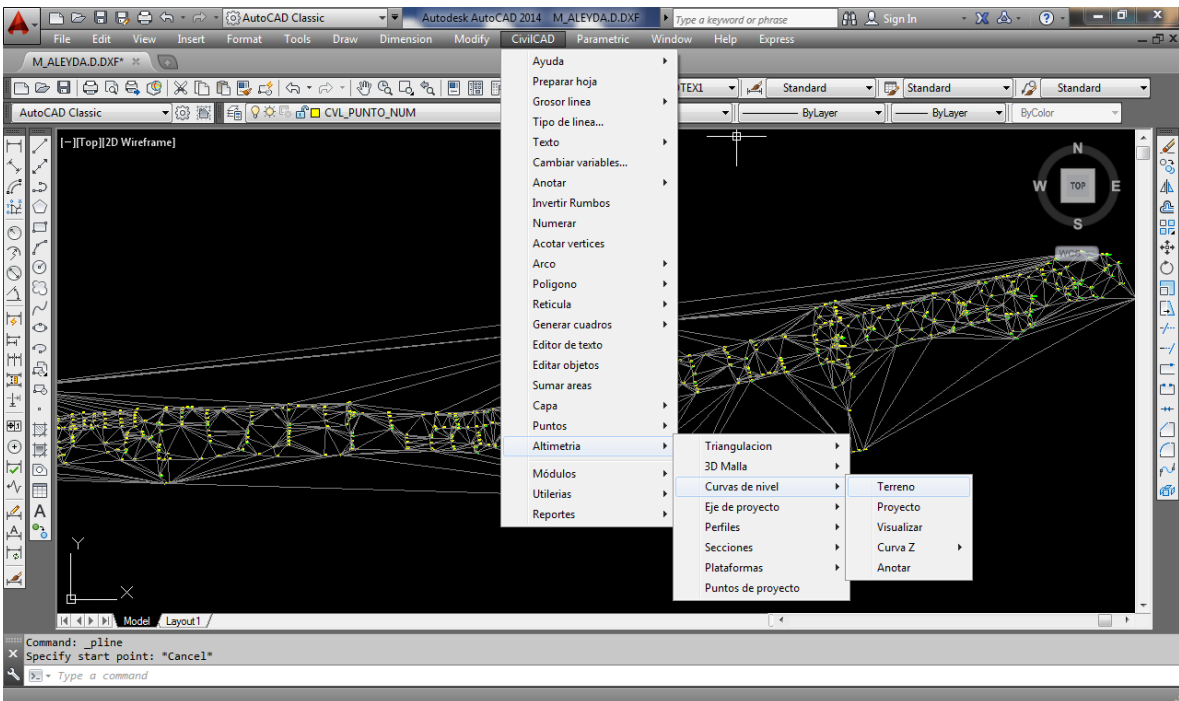 AutoCAD Classic
Autodesk AutoCAD 2014 M_ALEYDA.D.DXF
Type a keyword or phrase
Sign In
File Edit View Insert Format Tools Draw Dimension Modify CivilCAD Parametric Window Help Express
M_ALEYDA.D.DXF*
Standard
Standard
Standard
AutoCAD Classic
CVL_PUNTO_NUM
ByLayer
ByLayer
ByColor
[−][Top][2D Wireframe]
N
W
TOP
E
S
WCS
Ayuda
Preparar hoja
Grosor linea
Tipo de linea...
Texto
Cambiar variables...
Anotar
Invertir Rumbos
Numerar
Acotar vertices
Arco
Poligono
Reticula
Generar cuadros
Editor de texto
Editar objetos
Sumar areas
Capa
Puntos
Altimetria
Módulos
Utilerias
Reportes
Triangulacion
3D Malla
Curvas de nivel
Eje de proyecto
Perfiles
Secciones
Plataformas
Puntos de proyecto
Terreno
Proyecto
Visualizar
Curva Z
Anotar
Y
X
Model Layout1
Command: _pline
Specify start point: *Cancel*
Type a command